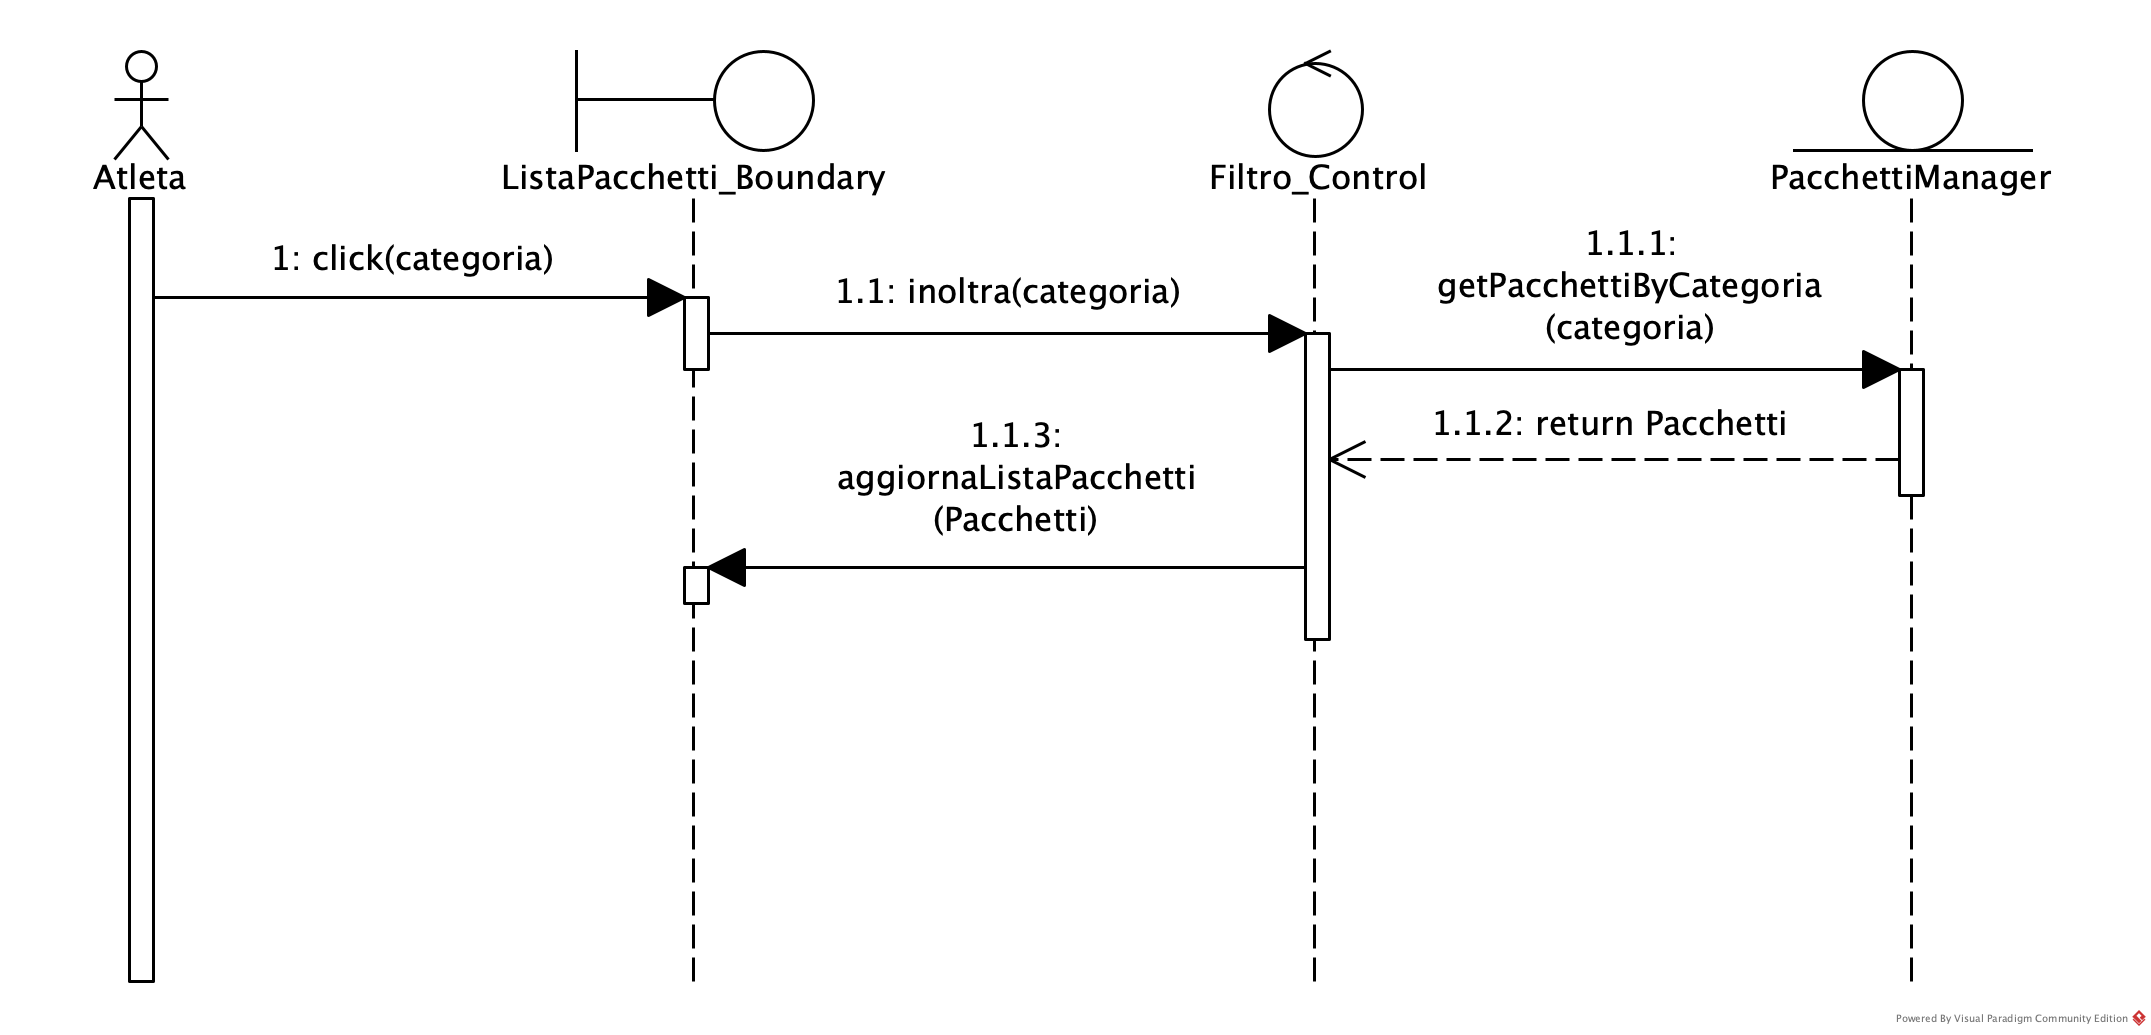 Atleta
ListaPacchetti_Boundary
Filtro_Control
PacchettiManager
1: click(categoria)
1.1: inoltra(categoria)
1.1.1:
getPacchettiByCategoria
(categoria)
1.1.2: return Pacchetti
1.1.3:
aggiornaListaPacchetti
(Pacchetti)
Powered By Visual Paradigm Community Edition